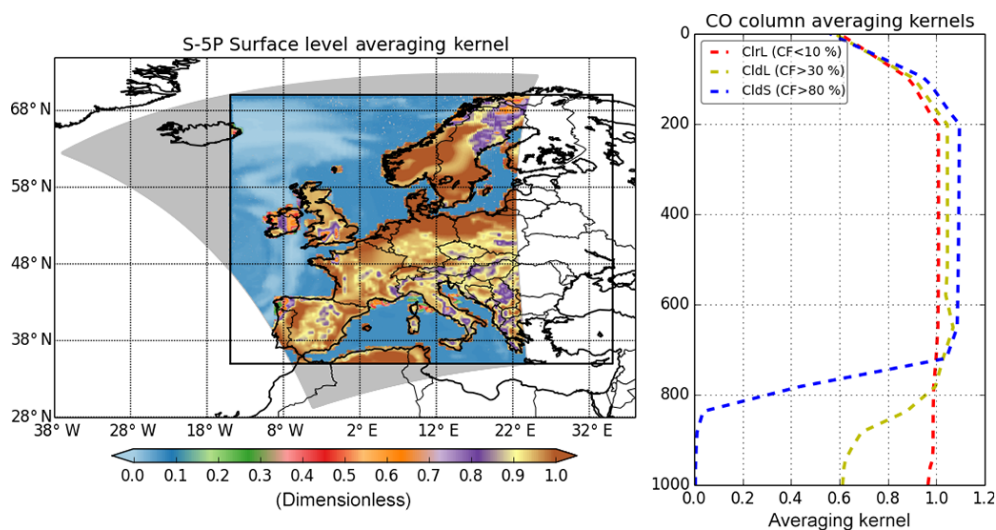 S-5P Surface level averaging kernel
68° N
58° N
48° N
38° N
28° N
38° W 28° W 18° W 8° W 2° E 12° E 22° E 32° E
0.0 0.1 0.2 0.3 0.4 0.5 0.6 0.7 0.8 0.9 1.0
(Dimensionless)
CO column averaging kernels
ClrL (CF<10 %)
CldL (CF>30 %)
CldS (CF>80 %)
0
200
400
600
800
1000
0.0 0.2 0.4 0.6 0.8 1.0 1.2
Averaging kernel